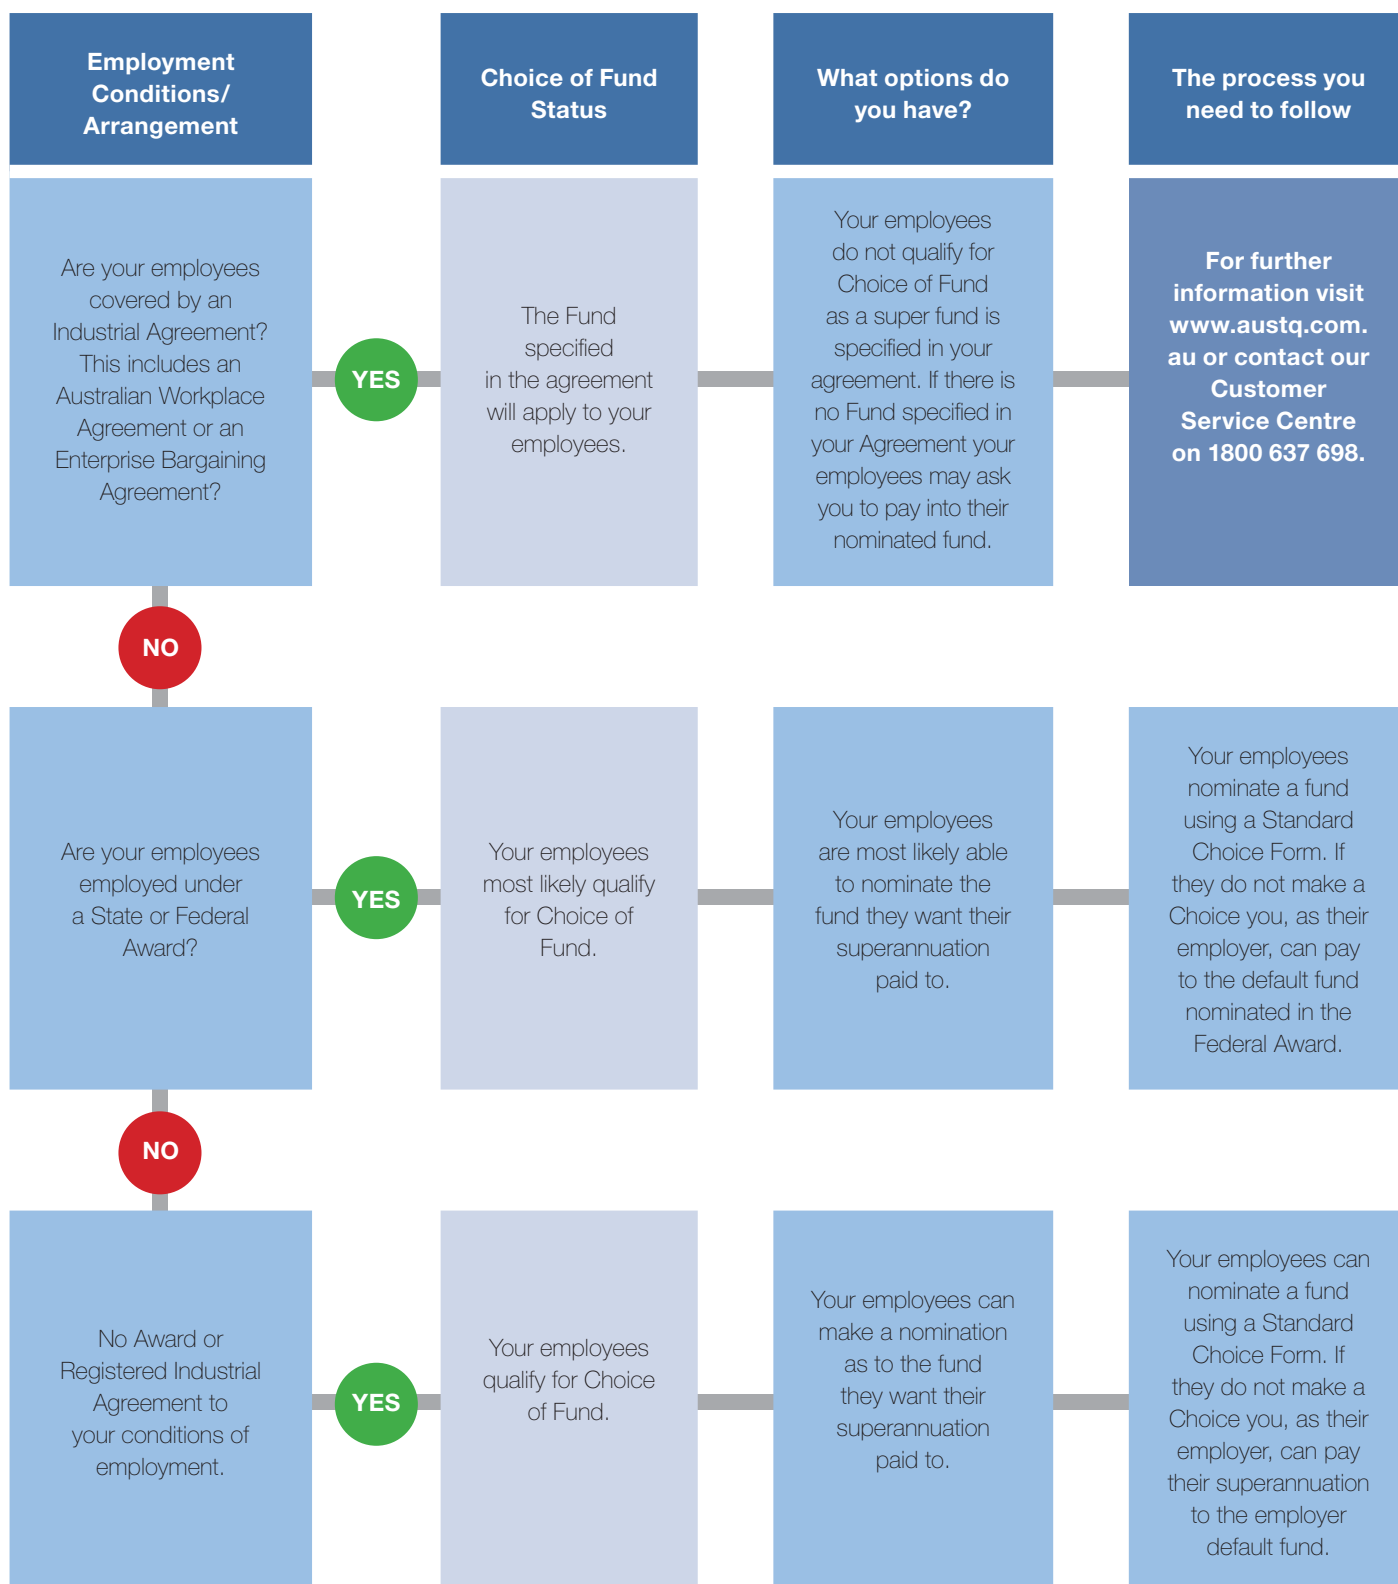 Employment
Conditions/
Arrangement
Choice of Fund
Status
What options do
you have?
The process you
need to follow
Are your employees
covered by an
Industrial Agreement?
This includes an
Australian Workplace
Agreement or an
Enterprise Bargaining
Agreement?
YES
The Fund
specified
in the agreement
will apply to your
employees.
Your employees
do not qualify for
Choice of Fund
as a super fund is
specified in your
agreement. If there is
no Fund specified in
your Agreement your
employees may ask
you to pay into their
nominated fund.
For further
information visit
www.austq.com.
au or contact our
Customer
Service Centre
on 1800 637 698.
NO
Are your employees
employed under
a State or Federal
Award?
YES
Your employees
most likely qualify
for Choice of
Fund.
Your employees
are most likely able
to nominate the
fund they want their
superannuation
paid to.
Your employees
nominate a fund
using a Standard
Choice Form. If
they do not make a
Choice you, as their
employer, can pay
to the default fund
nominated in the
Federal Award.
NO
No Award or
Registered Industrial
Agreement to
your conditions of
employment.
YES
Your employees
qualify for Choice
of Fund.
Your employees can
make a nomination
as to the fund
they want their
superannuation
paid to.
Your employees can
nominate a fund
using a Standard
Choice Form. If
they do not make a
Choice you, as their
employer, can pay
their superannuation
to the employer
default fund.